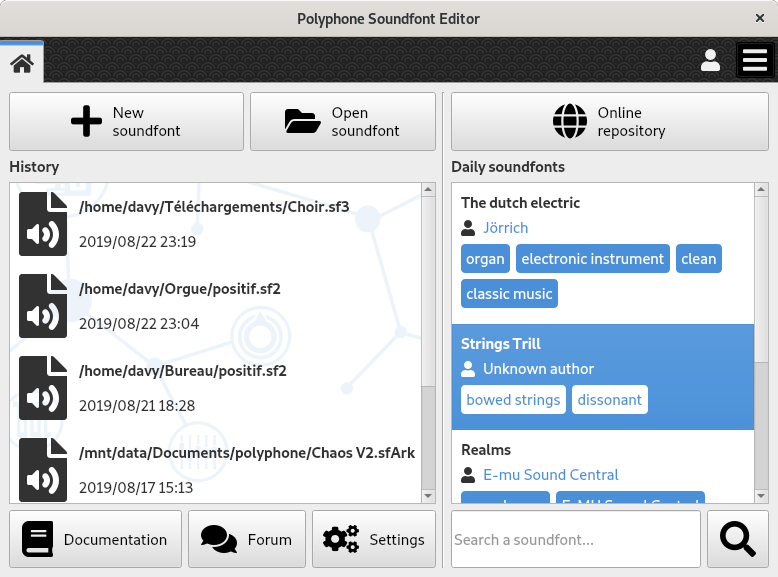 Polyphone Soundfont Editor
New
soundfont
Open
soundfont
Online
repository
History
/home/davy/Téléchargements/Choir.sf3
2019/08/22 23:19
/home/davy/Orgue/positif.sf2
2019/08/22 23:04
/home/davy/Bureau/positif.sf2
2019/08/21 18:28
/mnt/data/Documents/polyphone/Chaos V2.sfArk
2019/08/17 15:13
Daily soundfonts
The dutch electric
Jörrich
organ electronic instrument clean
classic music
Strings Trill
Unknown author
bowed strings dissonant
Realms
E-mu Sound Central
E-MU Sound Central
Documentation
Forum
Settings
Search a soundfont...